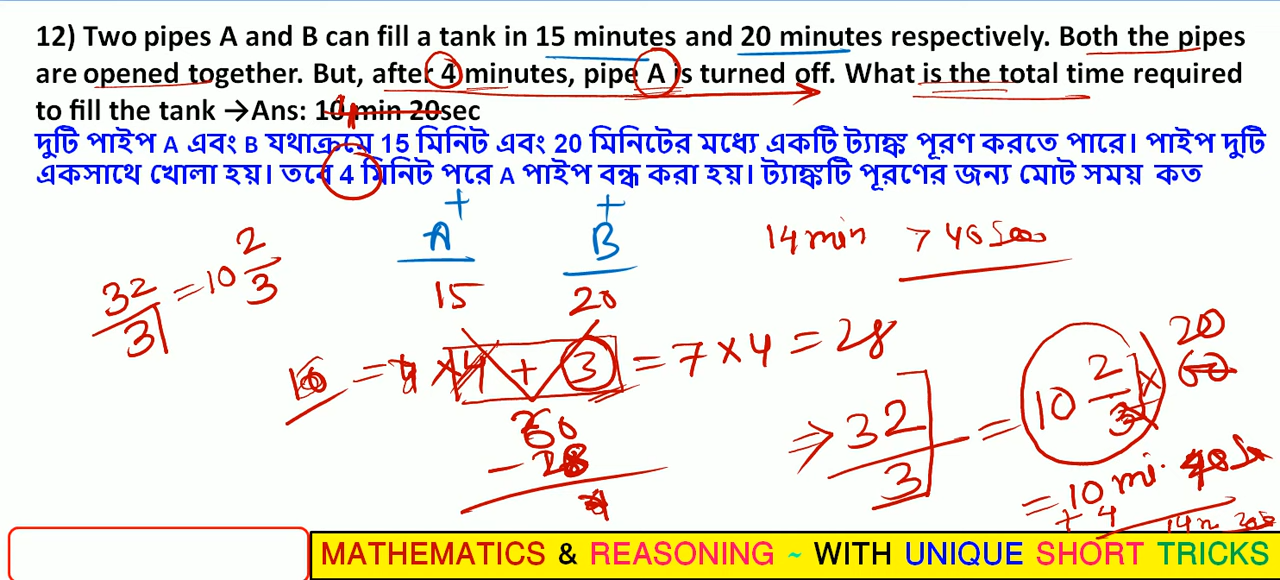 12) Two pipes A and B can fill a tank in 15 minutes and 20 minutes respectively. Both the pipes
are opened together. But, after 4 minutes, pipe A is turned off. What is the total time required
to fill the tank →Ans: 10 min 20sec
দুটি পাইপ A এবং B যথাক্রমে 15 মিনিট এবং 20 মিনিটের মধ্যে একটি ট্যাঙ্ক পূরণ করতে পারে। পাইপ দুটি
একসাথে খোলা হয়। তবে 4 মিনিট পরে A পাইপ বন্ধ করা হয়। ট্যাঙ্কটি পূরণের জন্য মোট সময় কত
+ +
A B
15 20
14 min > 40 Sec
32/3 = 10 2/3
4 + 3 = 7 × 4 = 28
60
- 28
⇒ 32/3 = 10 2/3 × 60 20
= 10 mi.
+ 4
MATHEMATICS & REASONING ~ WITH UNIQUE SHORT TRICKS